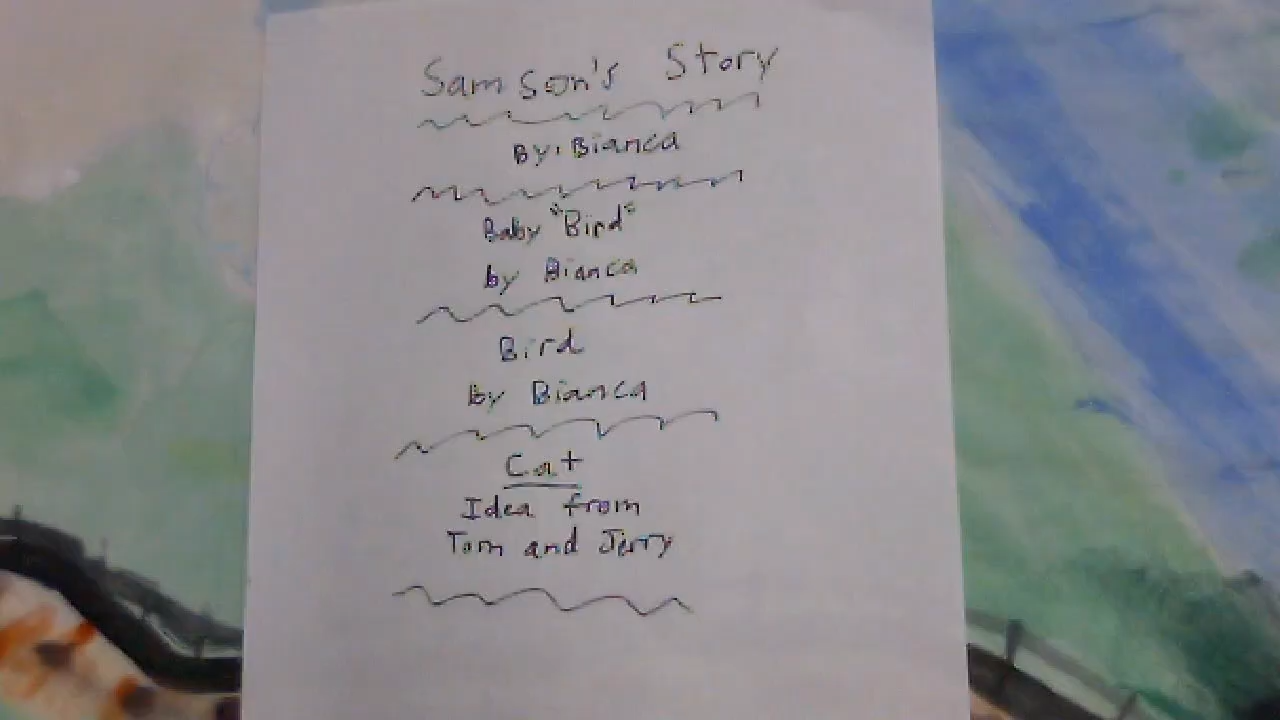 Samson's Story
By: Bianca
Baby "Bird"
by Bianca
Bird
by Bianca
Cat
Idea from
Tom and Jerry